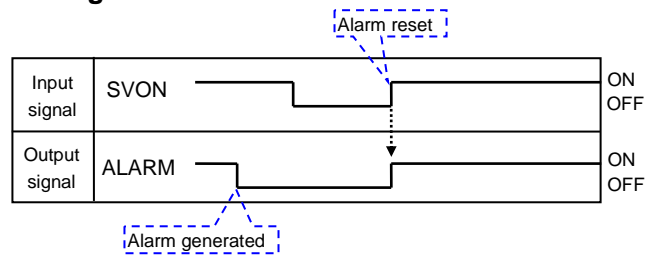 Alarm reset
Input signal
SVON
ON
OFF
Output signal
ALARM
ON
OFF
Alarm generated